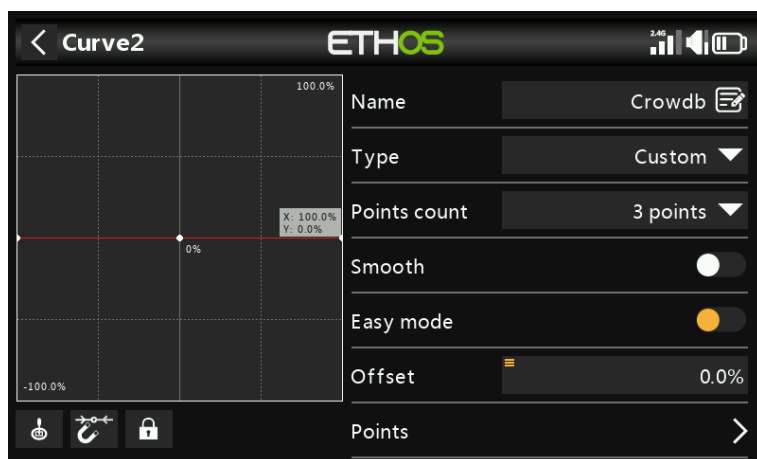 Curve2
ETHOS
2.4G
100.0%
X: 100.0%
Y: 0.0%
0%
-100.0%
Name
Crowdb
Type
Custom
Points count
3 points
Smooth
Easy mode
Offset
0.0%
Points